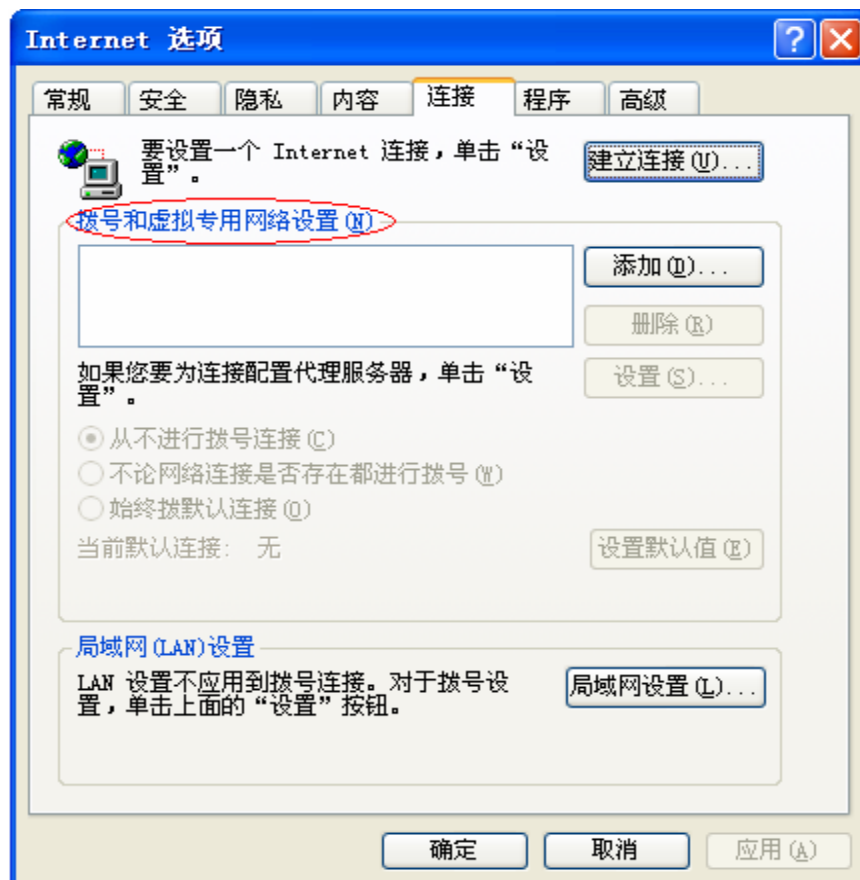 Internet 选项
常规 安全 隐私 内容 连接 程序 高级
要设置一个 Internet 连接，单击“设
置”。
建立连接(U)...
拨号和虚拟专用网络设置(N)
添加(D)...
删除(R)
如果您要为连接配置代理服务器，单击“设
置”。
设置(S)...
从不进行拨号连接(C)
不论网络连接是否存在都进行拨号(W)
始终拨默认连接(O)
当前默认连接: 无
设置默认值(E)
局域网(LAN)设置
LAN 设置不应用到拨号连接。对于拨号设
置，单击上面的“设置”按钮。
局域网设置(L)...
确定 取消 应用(A)